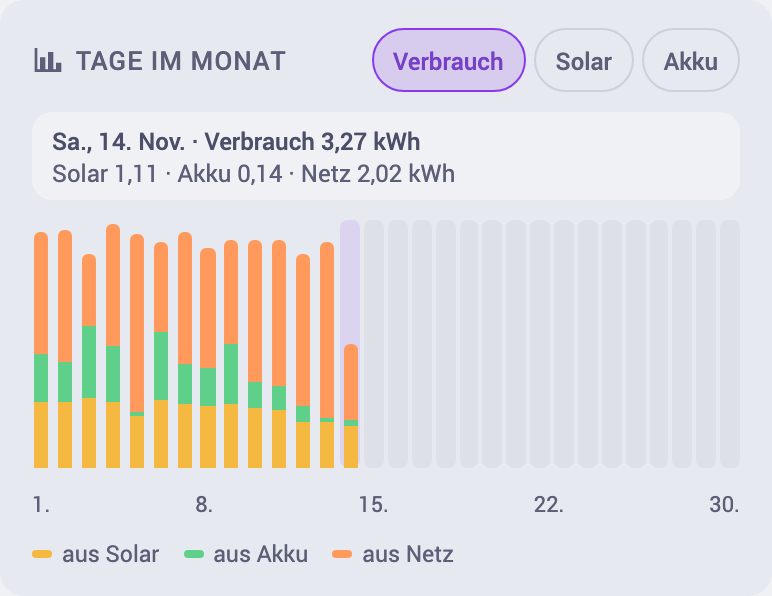 TAGE IM MONAT
Verbrauch
Solar
Akku
Sa., 14. Nov. · Verbrauch 3,27 kWh
Solar 1,11 · Akku 0,14 · Netz 2,02 kWh
1. 8. 15. 22. 30.
aus Solar aus Akku aus Netz